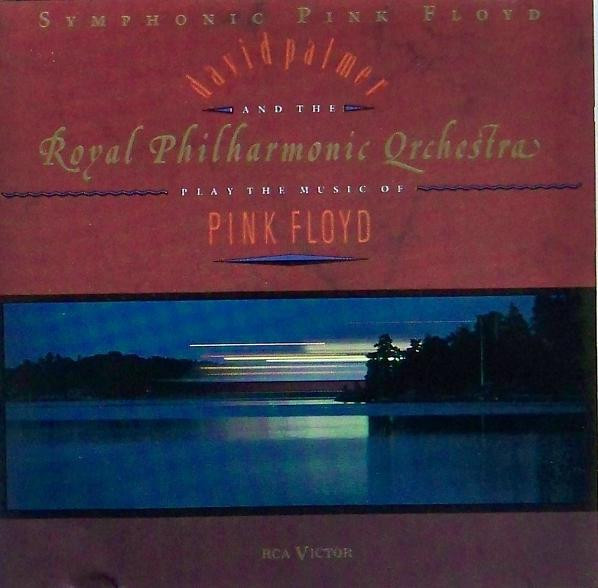 SYMPHONIC PINK FLOYD
david palmer
AND THE
Royal Philharmonic Orchestra
PLAY THE MUSIC OF
PINK FLOYD
RCA VICTOR